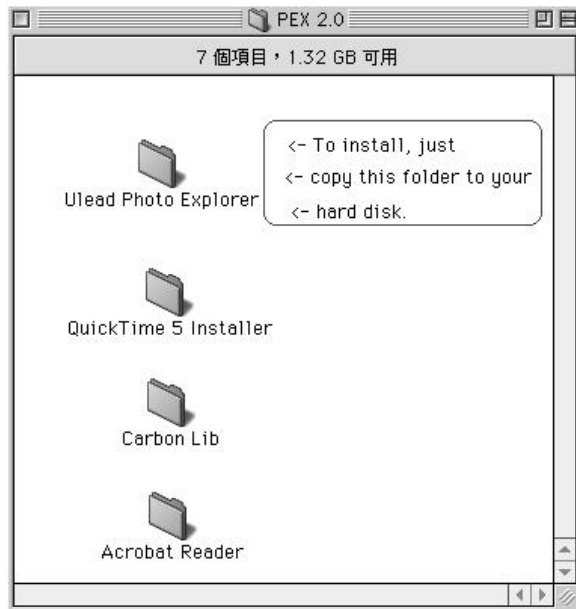 PEX 2.0
7 個項目，1.32 GB 可用
<- To install, just
<- copy this folder to your
<- hard disk.
Ulead Photo Explorer
QuickTime 5 Installer
Carbon Lib
Acrobat Reader